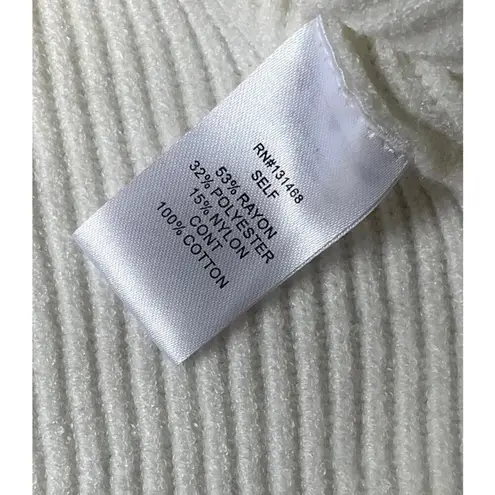 RN#131468
SELF
53% RAYON
32% POLYESTER
15% NYLON
CONT
100% COTTON